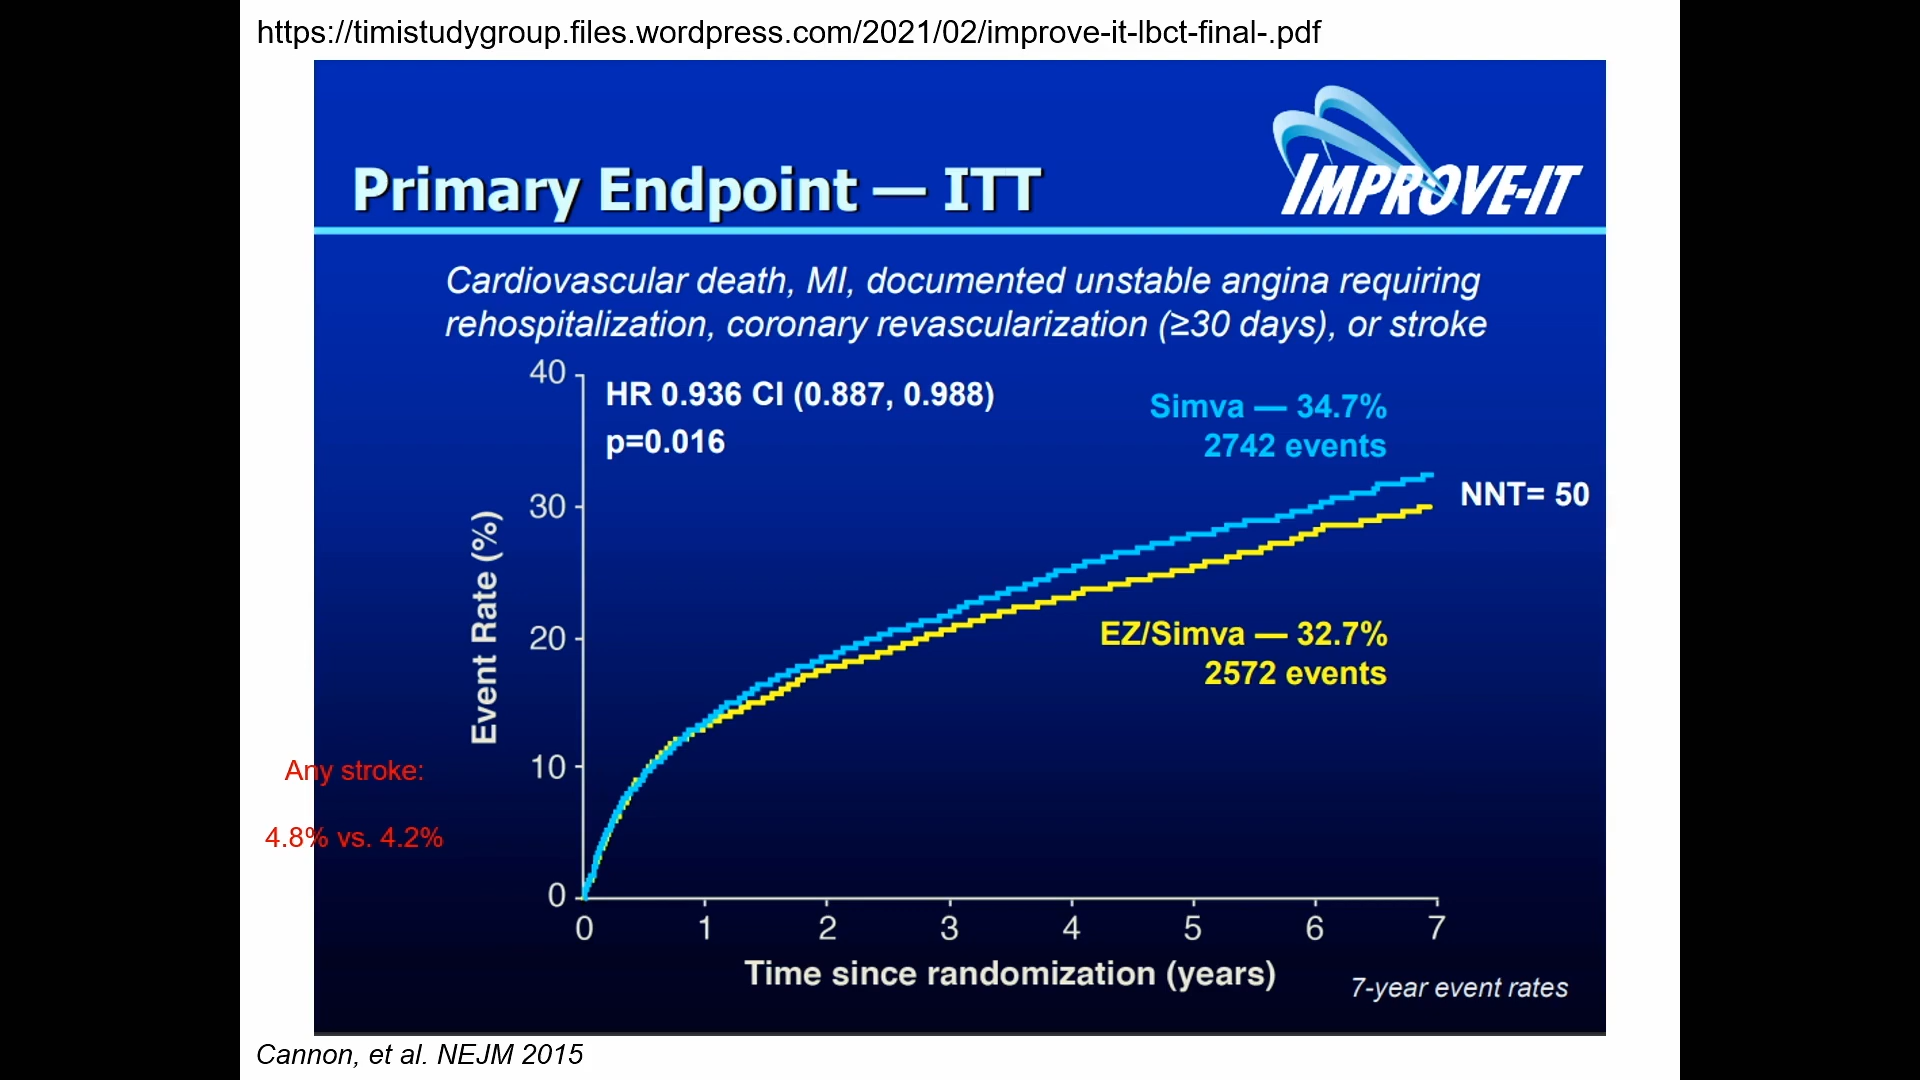 https://timistudygroup.files.wordpress.com/2021/02/improve-it-lbct-final-.pdf
IMPROVE-IT
Primary Endpoint — ITT
Cardiovascular death, MI, documented unstable angina requiring
rehospitalization, coronary revascularization (≥30 days), or stroke
HR 0.936 CI (0.887, 0.988)
p=0.016
Simva — 34.7%
2742 events
NNT= 50
EZ/Simva — 32.7%
2572 events
Event Rate (%)
40
30
20
10
0
0 1 2 3 4 5 6 7
Time since randomization (years)
7-year event rates
Any stroke:
4.8% vs. 4.2%
Cannon, et al. NEJM 2015